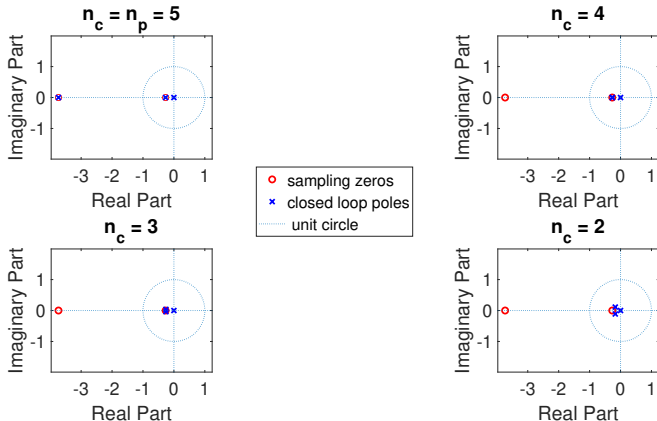 n_c = n_p = 5
Imaginary Part
1
0
-1
-3 -2 -1 0 1
Real Part
n_c = 4
Imaginary Part
1
0
-1
-3 -2 -1 0 1
Real Part
sampling zeros
closed loop poles
unit circle
n_c = 3
Imaginary Part
1
0
-1
-3 -2 -1 0 1
Real Part
n_c = 2
Imaginary Part
1
0
-1
-3 -2 -1 0 1
Real Part